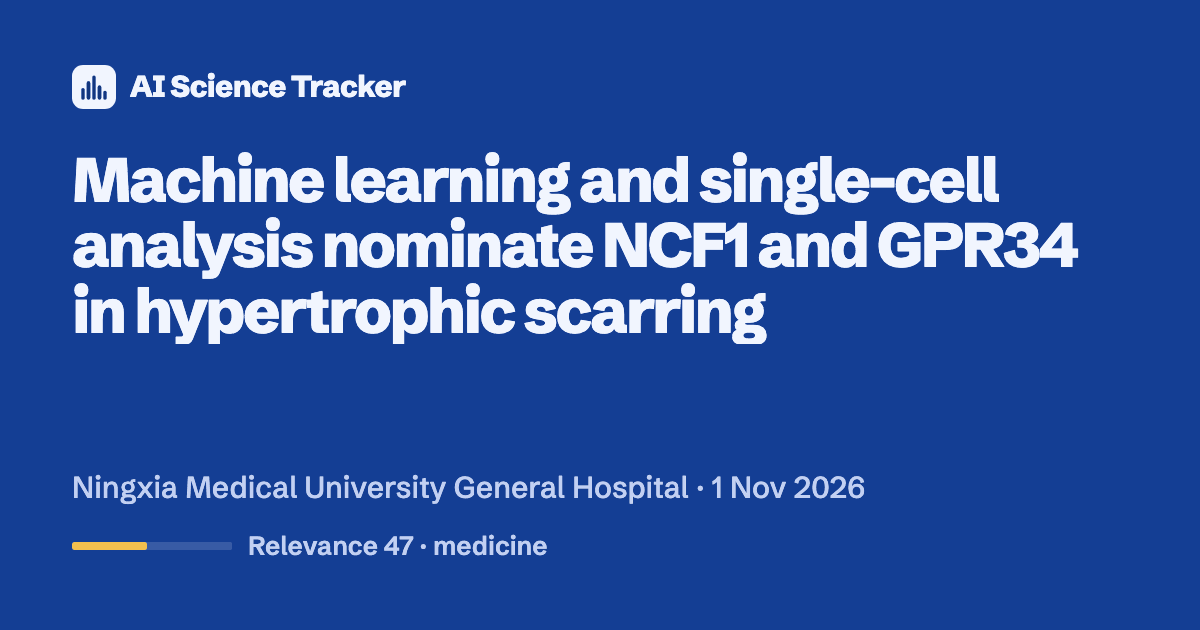 AI Science Tracker
Machine learning and single-cell
analysis nominate NCF1 and GPR34
in hypertrophic scarring
Ningxia Medical University General Hospital · 1 Nov 2026
Relevance 47 · medicine